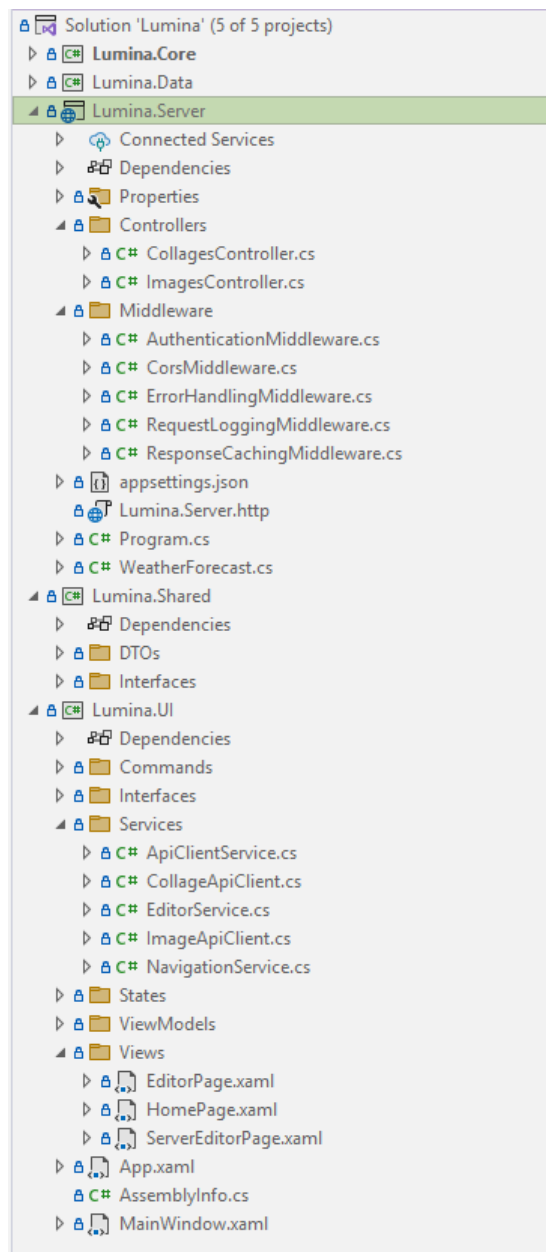 Solution 'Lumina' (5 of 5 projects)
Lumina.Core
Lumina.Data
Lumina.Server
Connected Services
Dependencies
Properties
Controllers
C# CollagesController.cs
C# ImagesController.cs
Middleware
C# AuthenticationMiddleware.cs
C# CorsMiddleware.cs
C# ErrorHandlingMiddleware.cs
C# RequestLoggingMiddleware.cs
C# ResponseCachingMiddleware.cs
appsettings.json
Lumina.Server.http
C# Program.cs
C# WeatherForecast.cs
C# Lumina.Shared
Dependencies
DTOs
Interfaces
C# Lumina.UI
Dependencies
Commands
Interfaces
Services
C# ApiClientService.cs
C# CollageApiClient.cs
C# EditorService.cs
C# ImageApiClient.cs
C# NavigationService.cs
States
ViewModels
Views
EditorPage.xaml
HomePage.xaml
ServerEditorPage.xaml
App.xaml
C# AssemblyInfo.cs
MainWindow.xaml